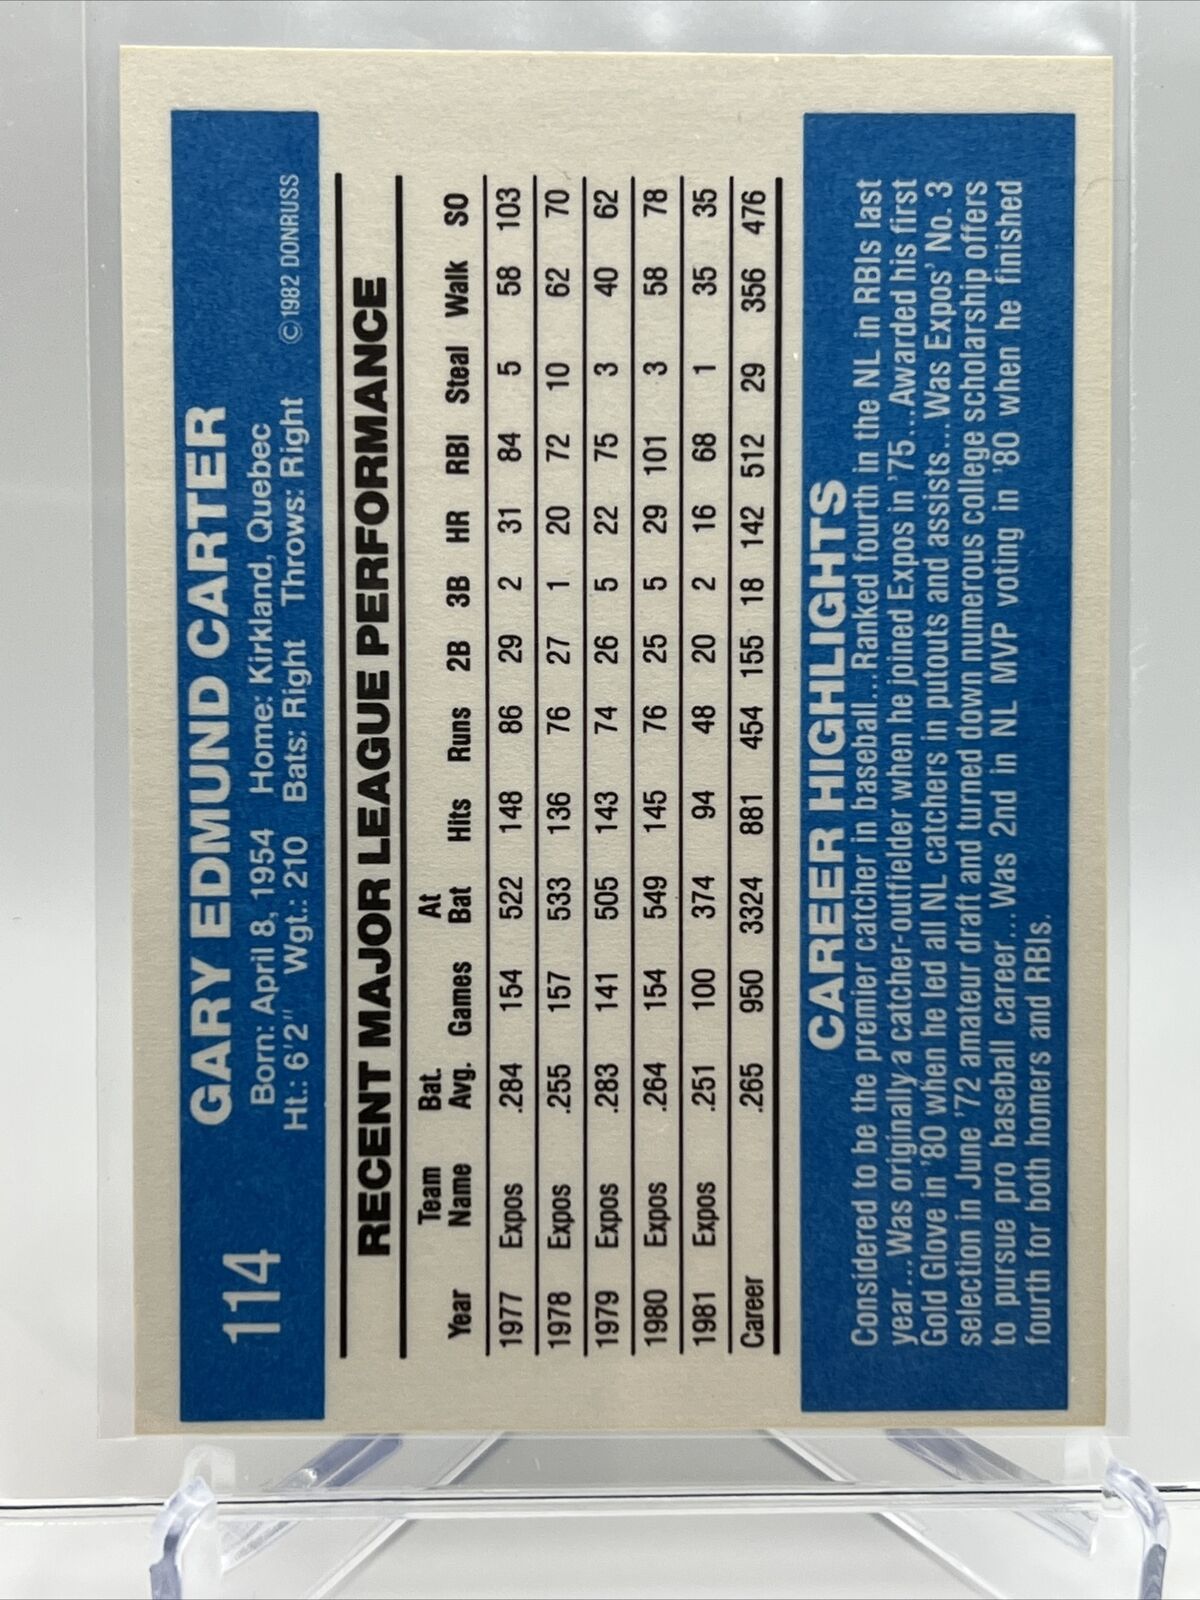 114
GARY EDMUND CARTER
Born: April 8, 1954 Home: Kirkland, Quebec
Ht.: 6'2" Wgt.: 210 Bats: Right Throws: Right ©1982 DONRUSS
RECENT MAJOR LEAGUE PERFORMANCE
Year Team Name Bat. Avg. Games At Bat Hits Runs 2B 3B HR RBI Steal Walk SO
1977 Expos .284 154 522 148 86 29 2 31 84 5 58 103
1978 Expos .255 157 533 136 76 27 1 20 72 10 62 70
1979 Expos .283 141 505 143 74 26 5 22 75 3 40 62
1980 Expos .264 154 549 145 76 25 5 29 101 3 58 78
1981 Expos .251 100 374 94 48 20 2 16 68 1 35 35
Career .265 950 3324 881 454 155 18 142 512 29 356 476
CAREER HIGHLIGHTS
Considered to be the premier catcher in baseball...Ranked fourth in the NL in RBIs last
year...Was originally a catcher-outfielder when he joined Expos in '75...Awarded his first
Gold Glove in '80 when he led all NL catchers in putouts and assists...Was Expos' No. 3
selection in June '72 amateur draft and turned down numerous college scholarship offers
to pursue pro baseball career...Was 2nd in NL MVP voting in '80 when he finished
fourth for both homers and RBIs.